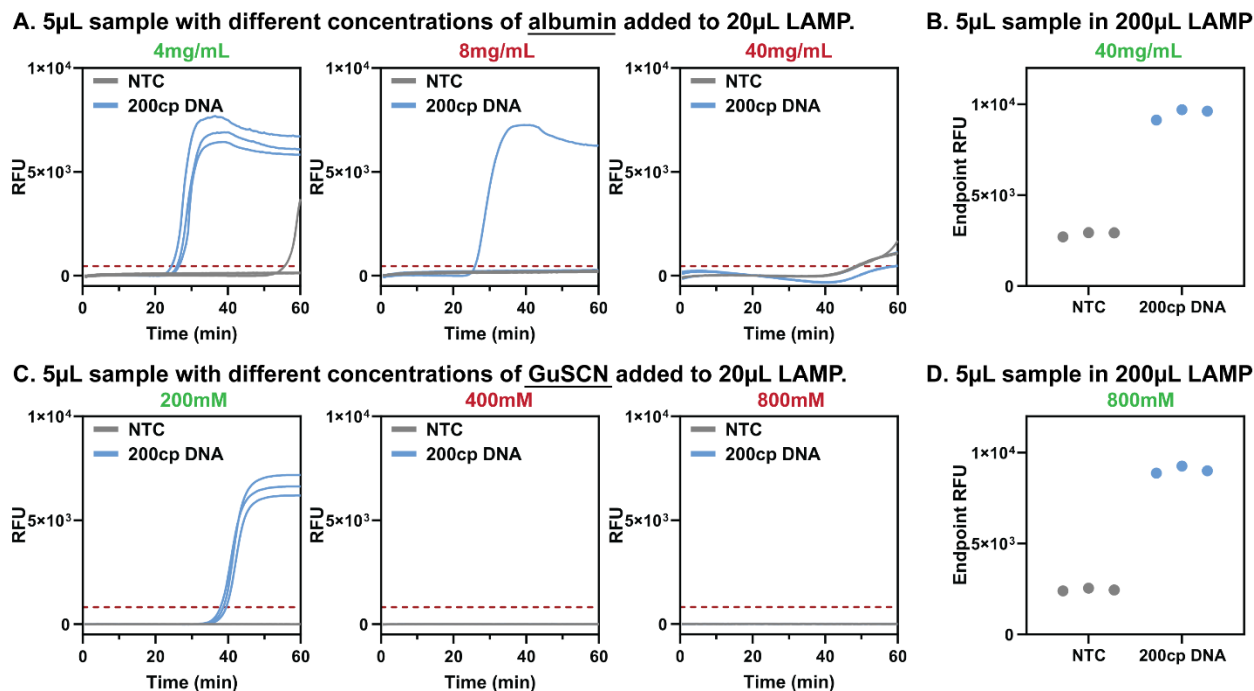 A. 5µL sample with different concentrations of albumin added to 20µL LAMP.
4mg/mL
1×10⁴
5×10³
0
RFU
NTC
200cp DNA
0 20 40 60
Time (min)
8mg/mL
1×10⁴
5×10³
0
RFU
NTC
200cp DNA
0 20 40 60
Time (min)
40mg/mL
1×10⁴
5×10³
0
RFU
NTC
200cp DNA
0 20 40 60
Time (min)
B. 5µL sample in 200µL LAMP
40mg/mL
1×10⁴
5×10³
0
Endpoint RFU
NTC 200cp DNA
C. 5µL sample with different concentrations of GuSCN added to 20µL LAMP.
200mM
1×10⁴
5×10³
0
RFU
NTC
200cp DNA
0 20 40 60
Time (min)
400mM
1×10⁴
5×10³
0
RFU
NTC
200cp DNA
0 20 40 60
Time (min)
800mM
1×10⁴
5×10³
0
RFU
NTC
200cp DNA
0 20 40 60
Time (min)
D. 5µL sample in 200µL LAMP
800mM
1×10⁴
5×10³
0
Endpoint RFU
NTC 200cp DNA